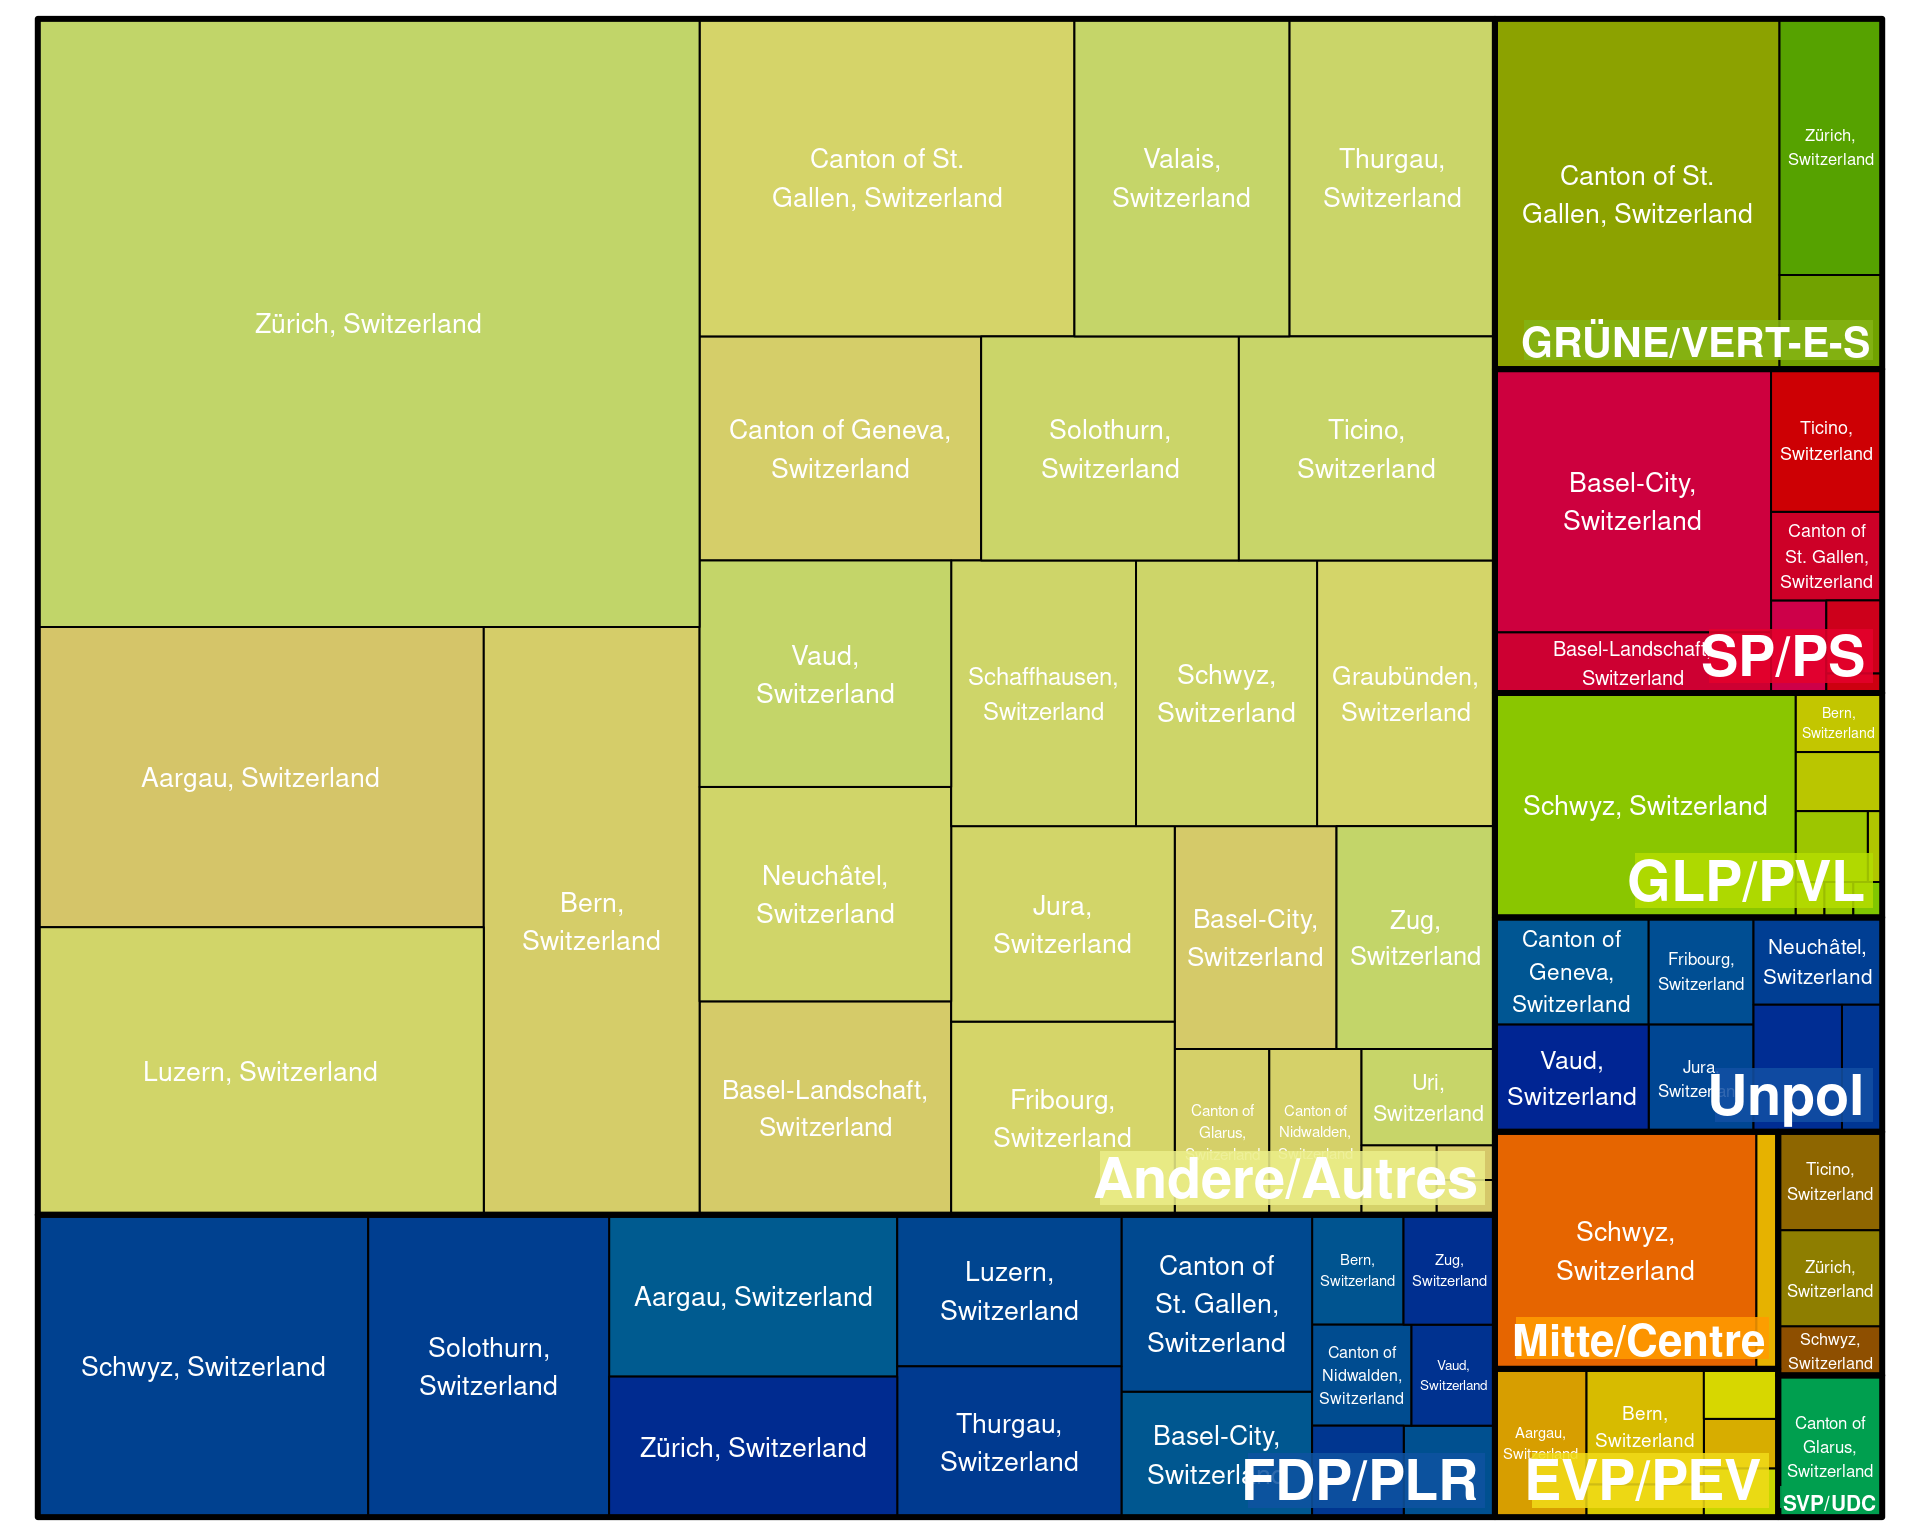 Zürich, Switzerland
Aargau, Switzerland
Luzern, Switzerland
Bern,
Switzerland
Canton of St.
Gallen, Switzerland
Valais,
Switzerland
Thurgau,
Switzerland
Canton of Geneva,
Switzerland
Solothurn,
Switzerland
Ticino,
Switzerland
Vaud,
Switzerland
Neuchâtel,
Switzerland
Basel-Landschaft,
Switzerland
Schaffhausen,
Switzerland
Schwyz,
Switzerland
Graubünden,
Switzerland
Jura,
Switzerland
Fribourg,
Switzerland
Basel-City,
Switzerland
Zug,
Switzerland
Canton of
Glarus,
Switzerland
Canton of
Nidwalden,
Switzerland
Uri,
Switzerland
Andere/Autres
Schwyz, Switzerland
Solothurn,
Switzerland
Aargau, Switzerland
Zürich, Switzerland
Luzern,
Switzerland
Thurgau,
Switzerland
Canton of
St. Gallen,
Switzerland
Basel-City,
Switzerland
Bern,
Switzerland
Zug,
Switzerland
Canton of
Nidwalden,
Switzerland
Vaud,
Switzerland
FDP/PLR
Canton of St.
Gallen, Switzerland
Zürich,
Switzerland
GRÜNE/VERT-E-S
Basel-City,
Switzerland
Ticino,
Switzerland
Canton of
St. Gallen,
Switzerland
Basel-Landschaft,
Switzerland
SP/PS
Schwyz, Switzerland
Bern,
Switzerland
GLP/PVL
Canton of
Geneva,
Switzerland
Fribourg,
Switzerland
Neuchâtel,
Switzerland
Vaud,
Switzerland
Jura,
Switzerland
Unpol
Schwyz,
Switzerland
Mitte/Centre
Ticino,
Switzerland
Zürich,
Switzerland
Schwyz,
Switzerland
Aargau,
Switzerland
Bern,
Switzerland
EVP/PEV
Canton of
Glarus,
Switzerland
SVP/UDC